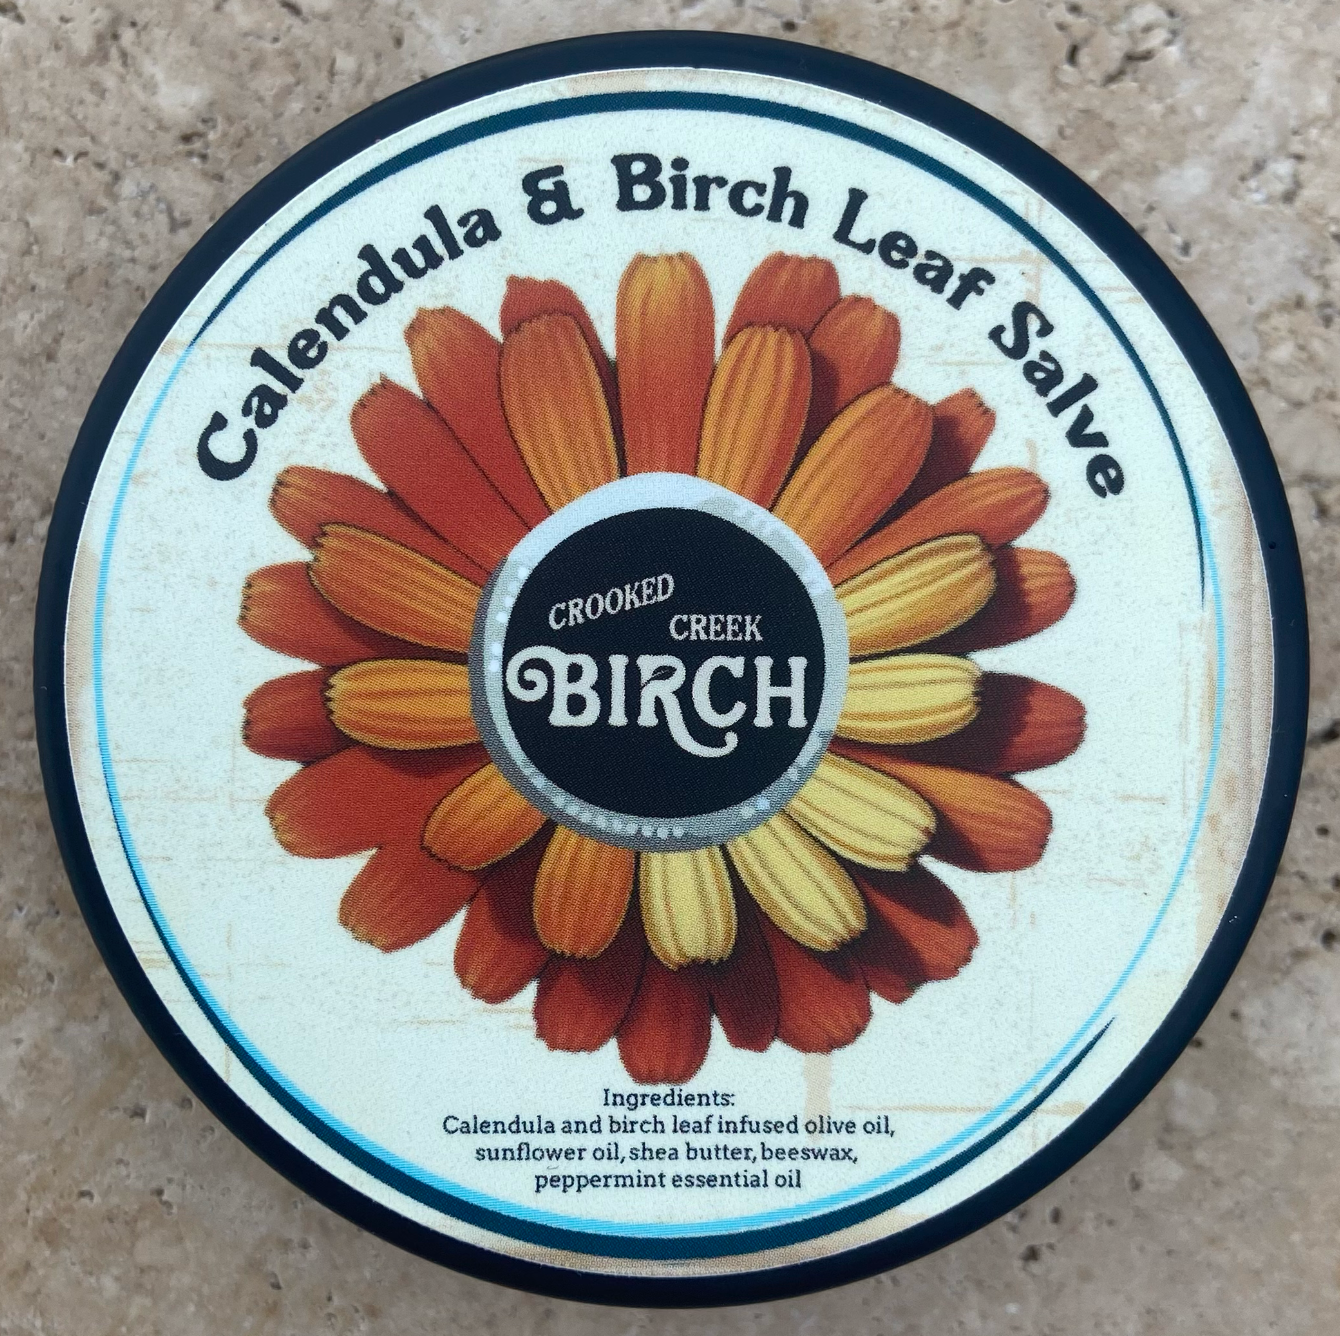 Calendula & Birch Leaf Salve
CROOKED
CREEK
BIRCH
Ingredients:
Calendula and birch leaf infused olive oil,
sunflower oil, shea butter, beeswax,
peppermint essential oil